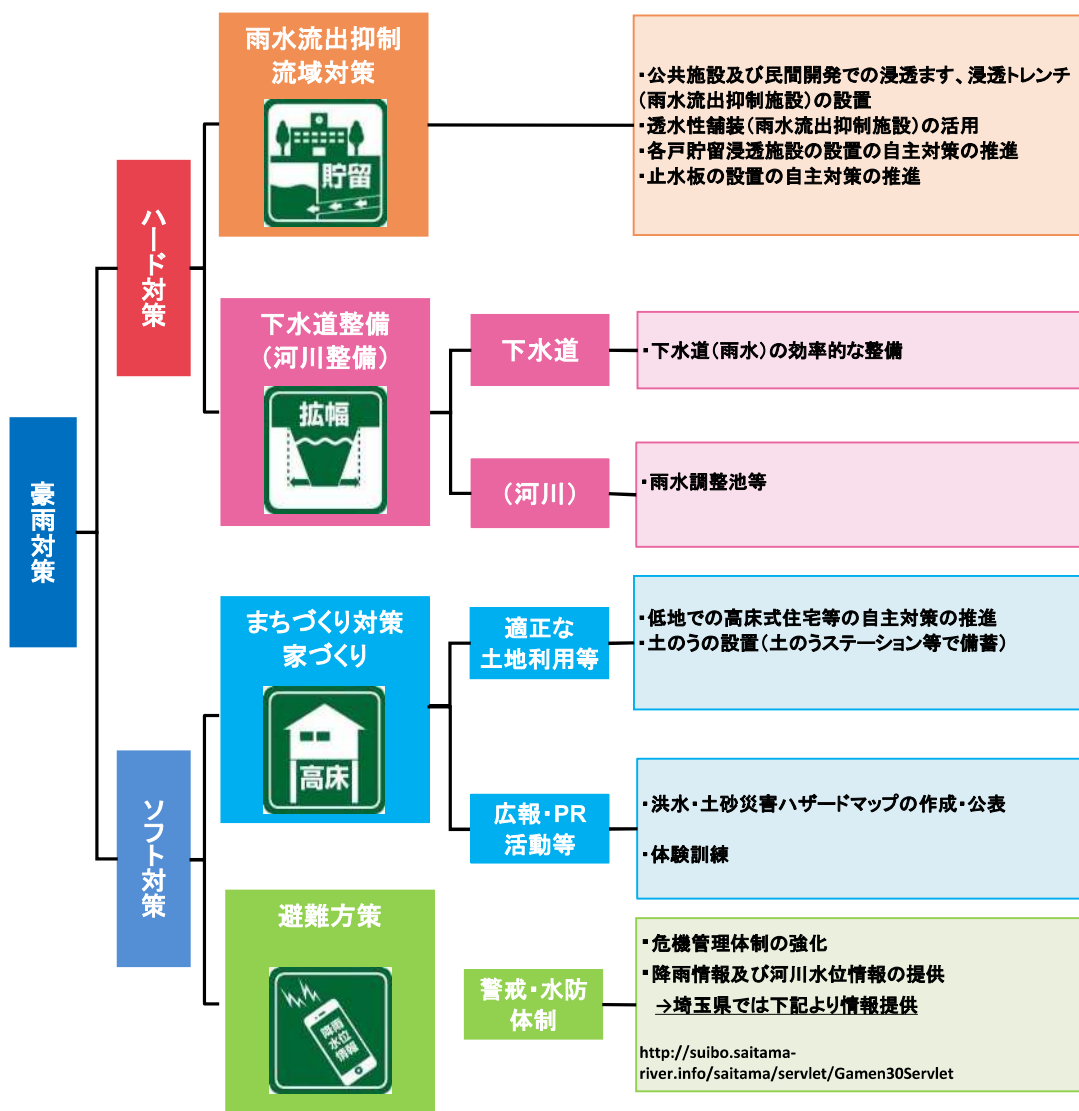 豪雨対策
ハード対策
雨水流出抑制
流域対策
貯留
・公共施設及び民間開発での浸透ます、浸透トレンチ
(雨水流出抑制施設)の設置
・透水性舗装(雨水流出抑制施設)の活用
・各戸貯留浸透施設の設置の自主対策の推進
・止水板の設置の自主対策の推進
下水道整備
(河川整備)
拡幅
下水道
・下水道(雨水)の効率的な整備
(河川)
・雨水調整池等
ソフト対策
まちづくり対策
家づくり
高床
適正な
土地利用等
・低地での高床式住宅等の自主対策の推進
・土のうの設置(土のうステーション等で備蓄)
広報・PR
活動等
・洪水・土砂災害ハザードマップの作成・公表
・体験訓練
避難方策
降雨
水位
情報
警戒・水防
体制
・危機管理体制の強化
・降雨情報及び河川水位情報の提供
→埼玉県では下記より情報提供
http://suibo.saitama-
river.info/saitama/servlet/Gamen30Servlet